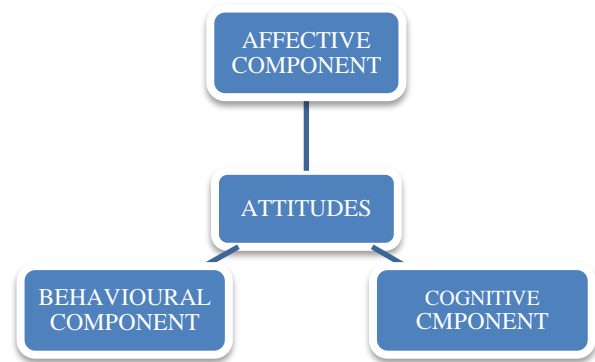 AFFECTIVE
COMPONENT
ATTITUDES
BEHAVIOURAL
COMPONENT
COGNITIVE
CMPONENT